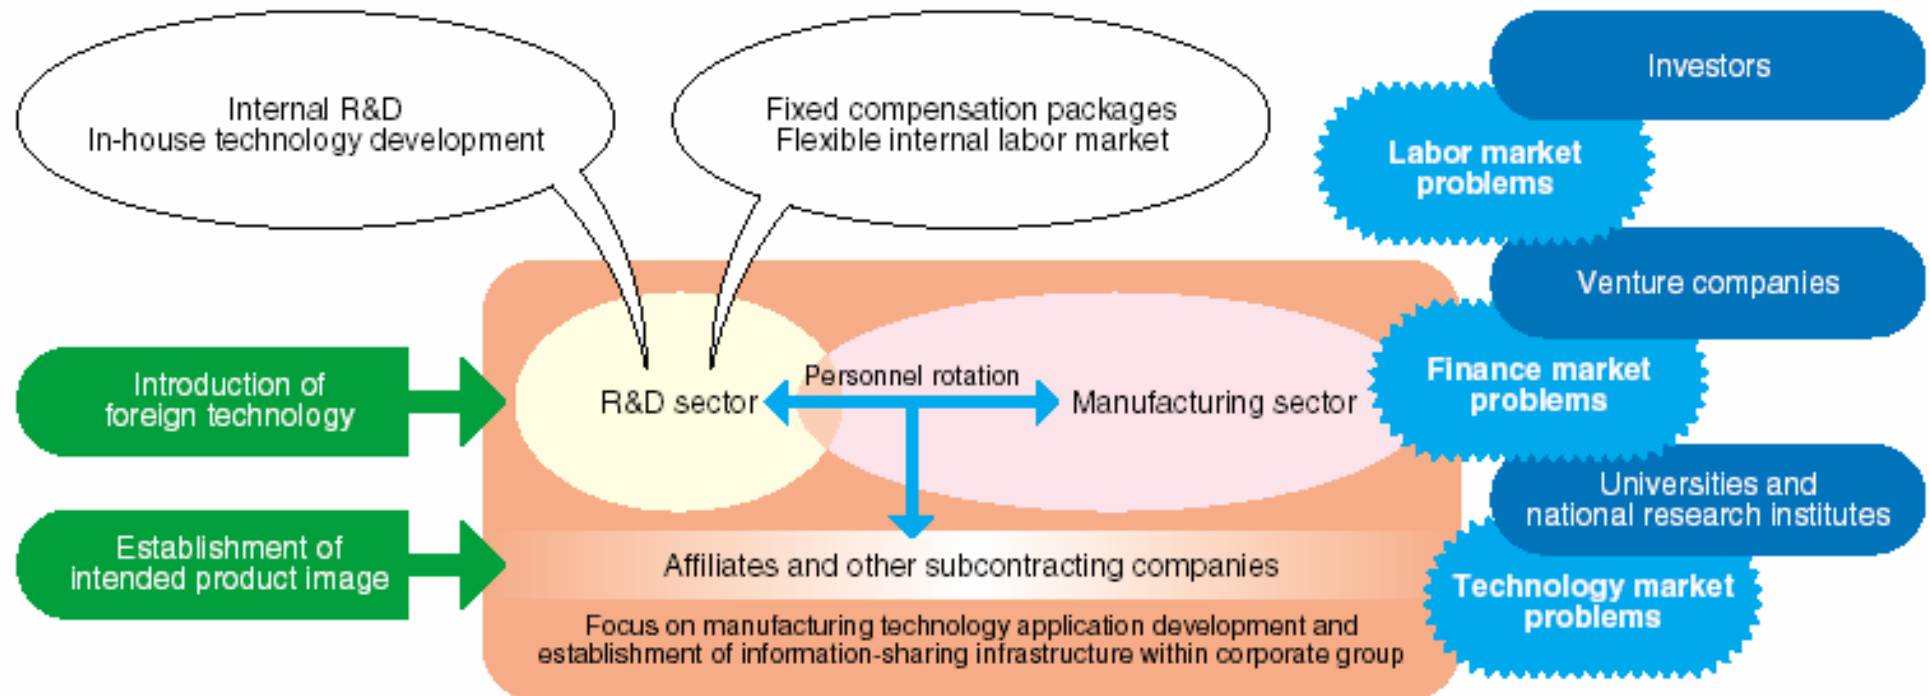 Internal R&D
In-house technology development
Fixed compensation packages
Flexible internal labor market
Investors
Labor market
problems
Venture companies
Introduction of
foreign technology
R&D sector
Personnel rotation
Manufacturing sector
Finance market
problems
Universities and
national research institutes
Establishment of
intended product image
Affiliates and other subcontracting companies
Technology market
problems
Focus on manufacturing technology application development and
establishment of information-sharing infrastructure within corporate group